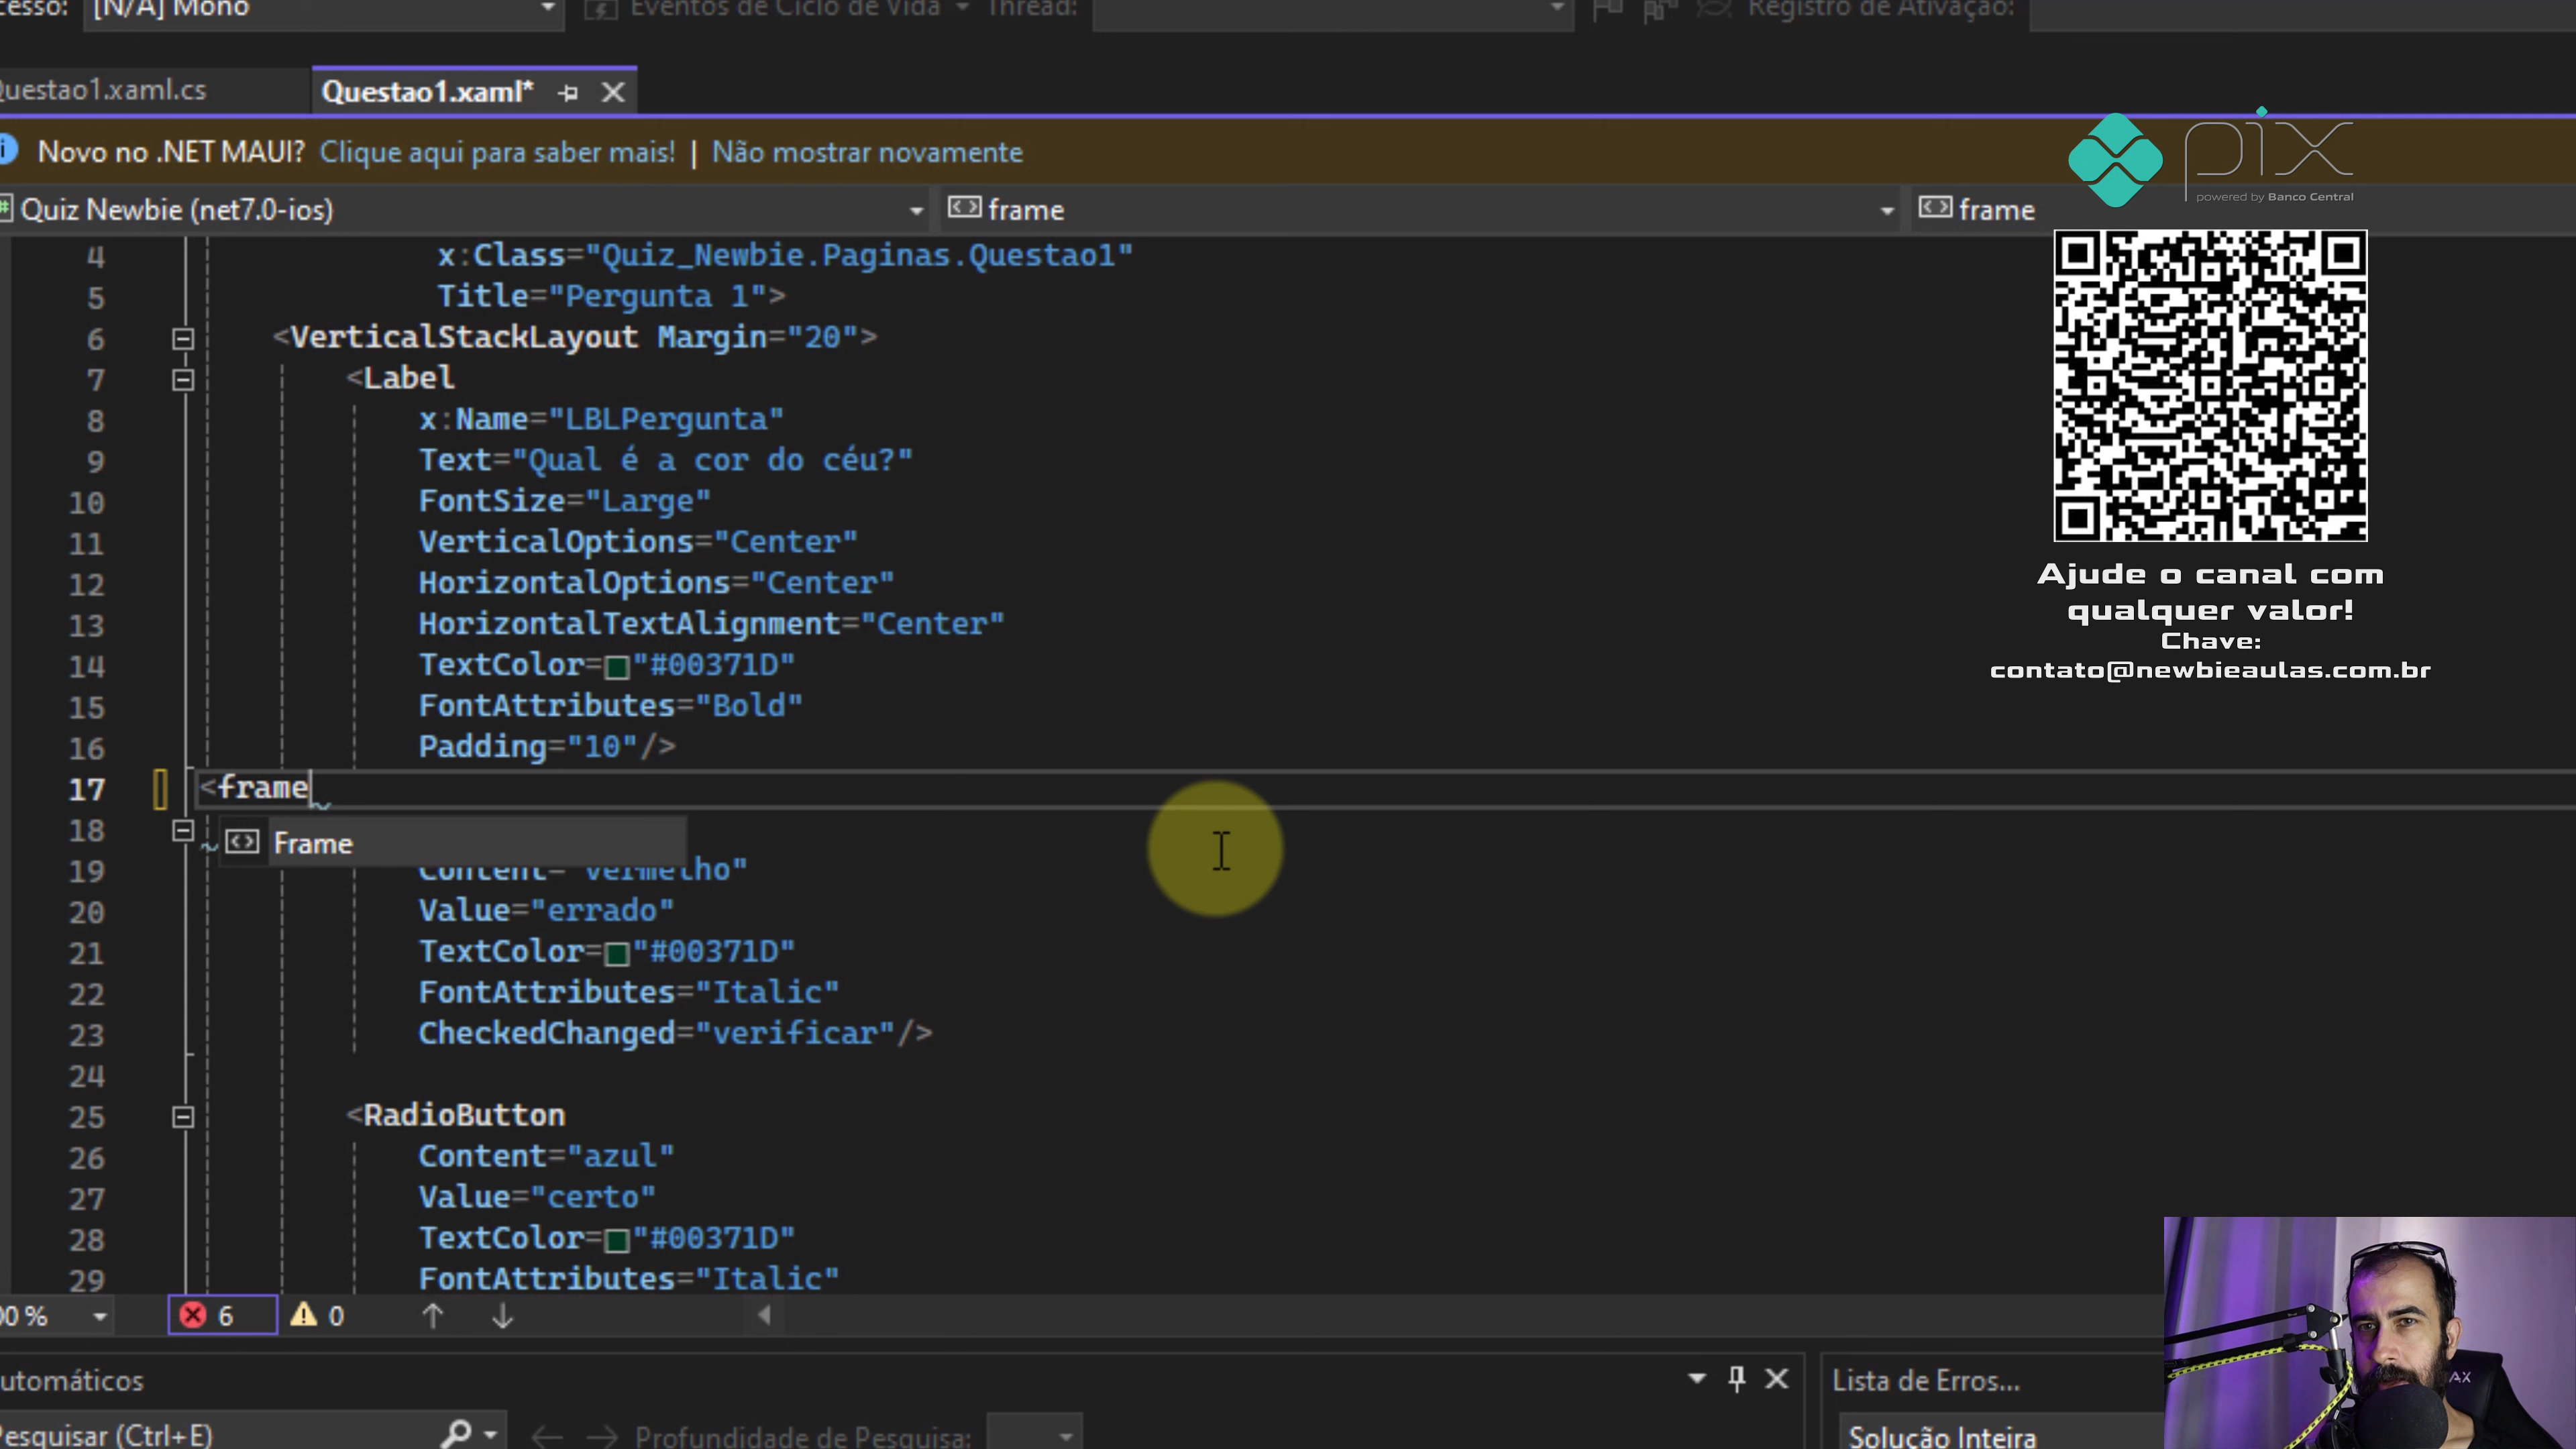 [N/A] Mono
Eventos de Ciclo de Vida
Thread:
Registro de Ativação:
Questao1.xaml.cs
Questao1.xaml*
Novo no .NET MAUI? Clique aqui para saber mais! | Não mostrar novamente
pix
powered by Banco Central
Quiz Newbie (net7.0-ios)
frame
frame
4 x:Class="Quiz_Newbie.Paginas.Questao1"
5 Title="Pergunta 1">
6 <VerticalStackLayout Margin="20">
7 <Label
8 x:Name="LBLPergunta"
9 Text="Qual é a cor do céu?"
10 FontSize="Large"
11 VerticalOptions="Center"
12 HorizontalOptions="Center"
13 HorizontalTextAlignment="Center"
14 TextColor="#00371D"
15 FontAttributes="Bold"
16 Padding="10"/>
17 <frame
18
Frame
19 Content="vermelho"
20 Value="errado"
21 TextColor="#00371D"
22 FontAttributes="Italic"
23 CheckedChanged="verificar"/>
24
25 <RadioButton
26 Content="azul"
27 Value="certo"
28 TextColor="#00371D"
29 FontAttributes="Italic"
Ajude o canal com
qualquer valor!
Chave:
contato@newbieaulas.com.br
00 %
6
0
utomáticos
Lista de Erros...
Pesquisar (Ctrl+E)
Profundidade de Pesquisa:
Solução Inteira